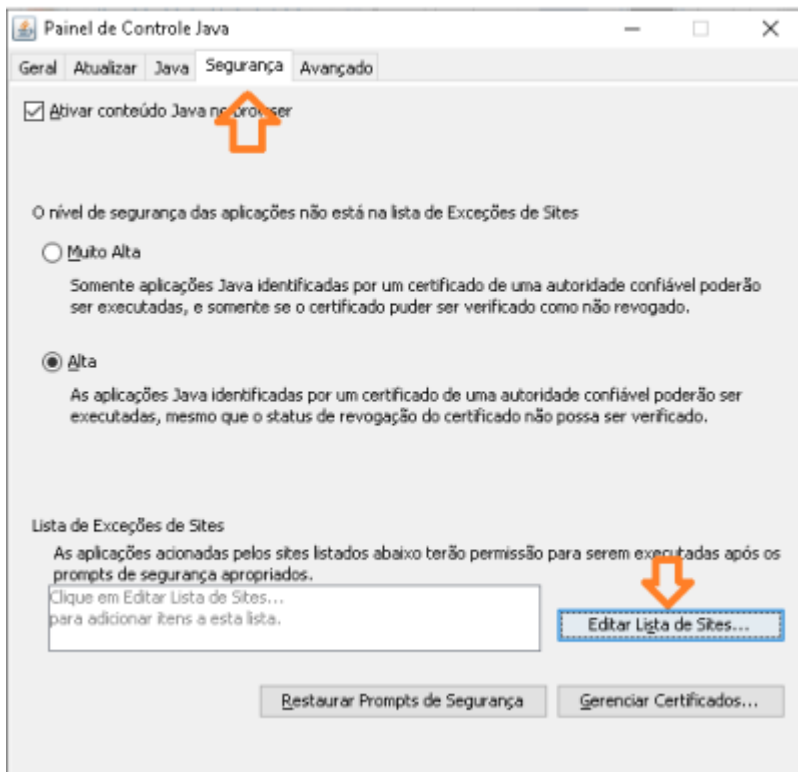 Painel de Controle Java
Geral Atualizar Java Segurança Avançado
Ativar conteúdo Java no browser
O nível de segurança das aplicações não está na lista de Exceções de Sites
Muito Alta
Somente aplicações Java identificadas por um certificado de uma autoridade confiável poderão
ser executadas, e somente se o certificado puder ser verificado como não revogado.
Alta
As aplicações Java identificadas por um certificado de uma autoridade confiável poderão ser
executadas, mesmo que o status de revogação do certificado não possa ser verificado.
Lista de Exceções de Sites
As aplicações acionadas pelos sites listados abaixo terão permissão para serem executadas após os
prompts de segurança apropriados.
Clique em Editar Lista de Sites...
para adicionar itens a esta lista.
Editar Lista de Sites...
Restaurar Prompts de Segurança
Gerenciar Certificados...